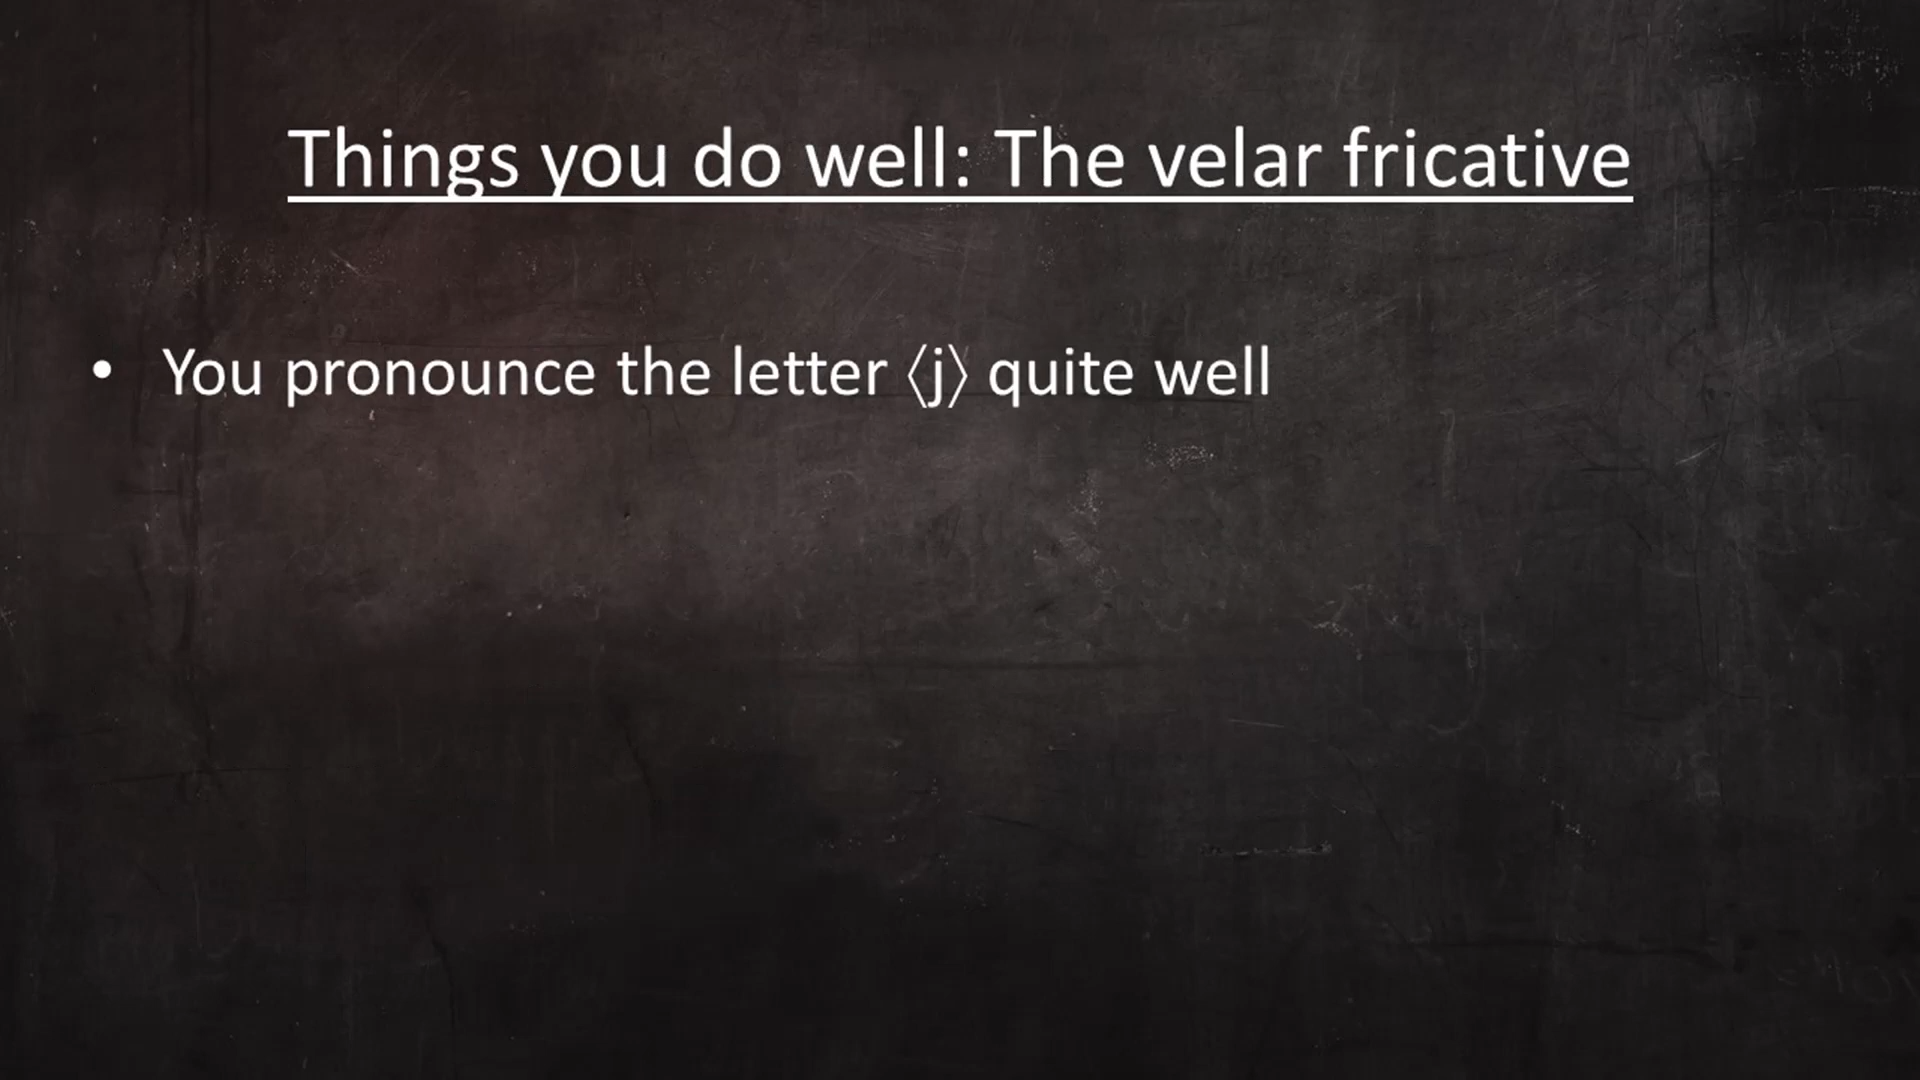 Things you do well: The velar fricative
• You pronounce the letter ⟨j⟩ quite well